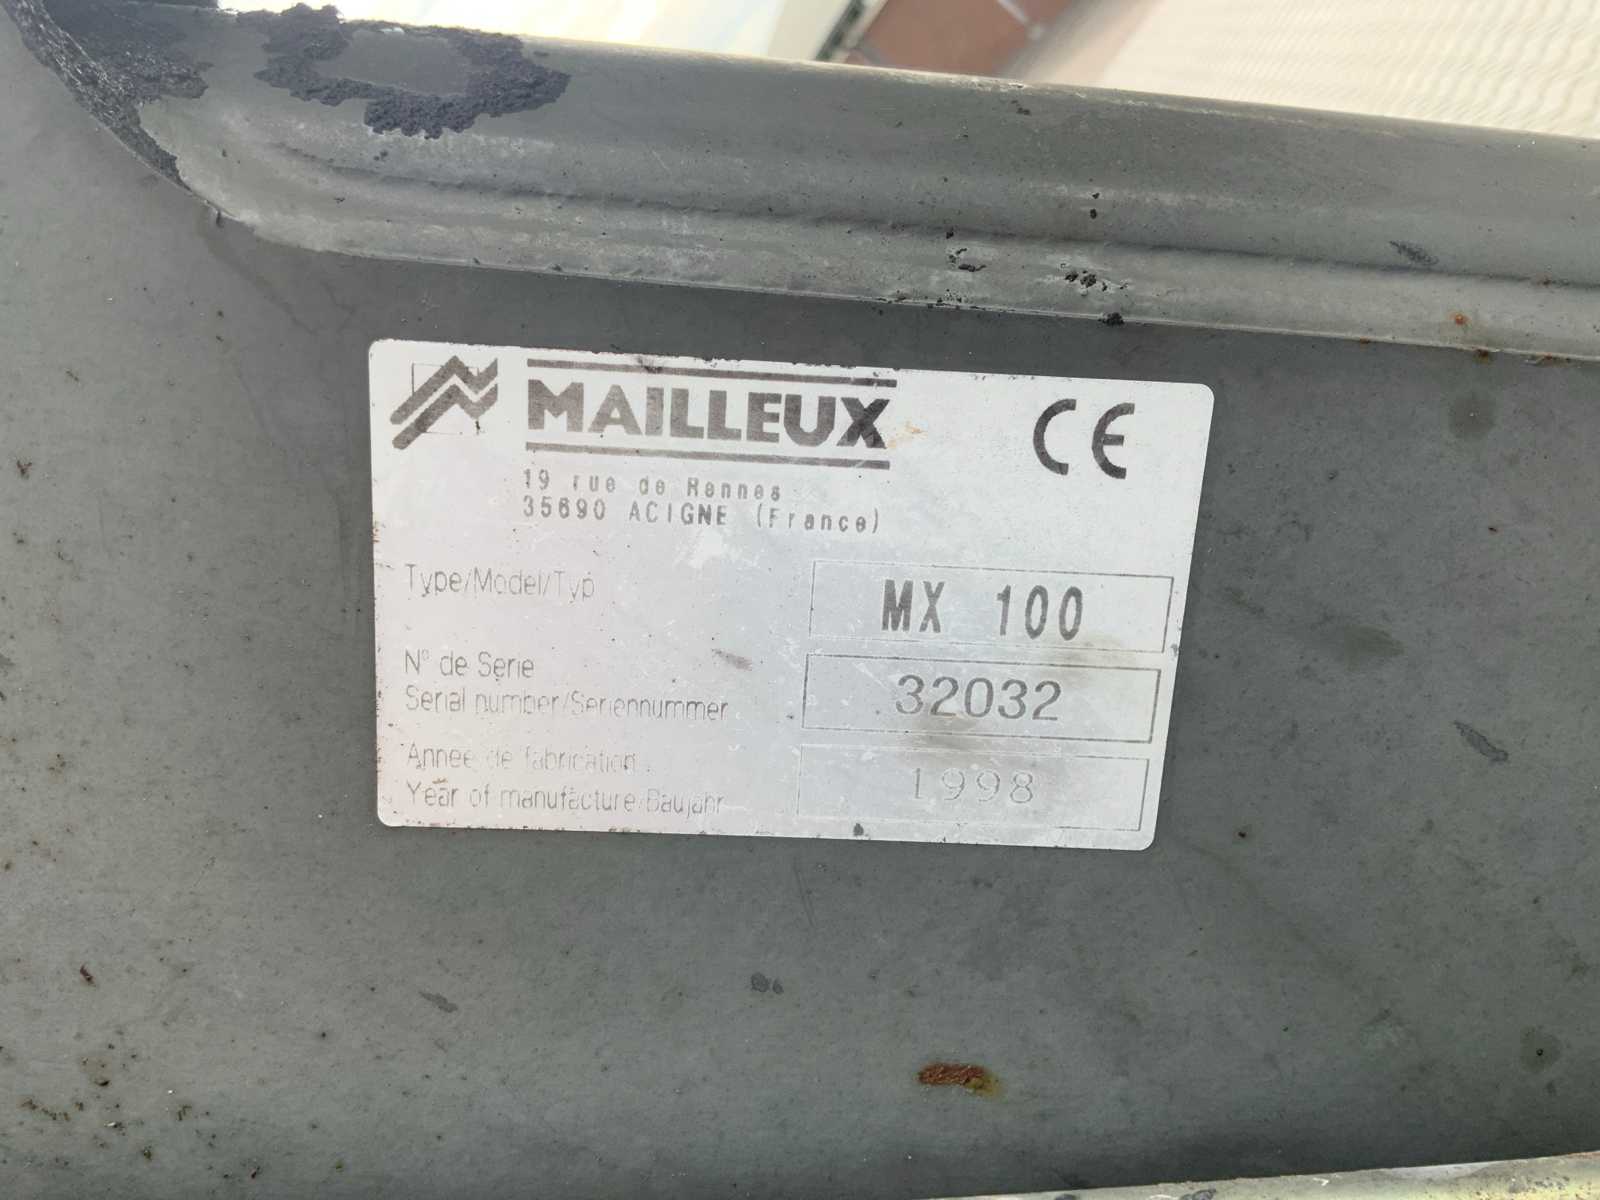 MAILLEUX
CE
19 rue de Rennes
35690 ACIGNE (France)
Type/Model/Typ
MX 100
N° de Serie
Serial number/Seriennummer
32032
Annee de fabrication
Year of manufacture/Baujahr
1998